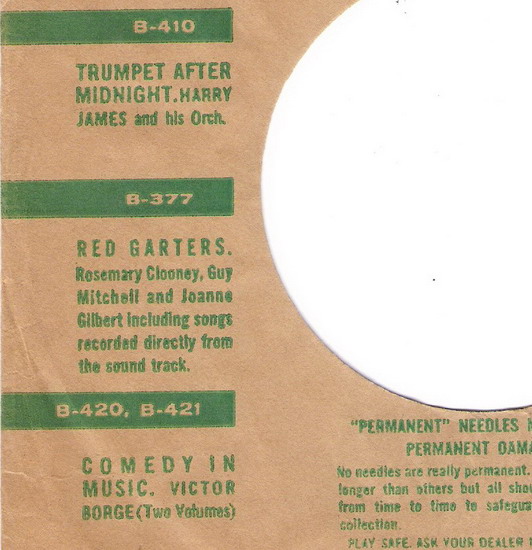 B-410
TRUMPET AFTER
MIDNIGHT. HARRY
JAMES and his Orch.
B-377
RED GARTERS.
Rosemary Clooney, Guy
Mitchell and Joanne
Gilbert including songs
recorded directly from
the sound track.
B-420, B-421
COMEDY IN
MUSIC. VICTOR
BORGE (Two Volumes)
"PERMANENT" NEEDLES
PERMANENT DAMA
No needles are really permanent.
longer than others but all shou
from time to time to safegua
collection.
PLAY SAFE. ASK YOUR DEALER